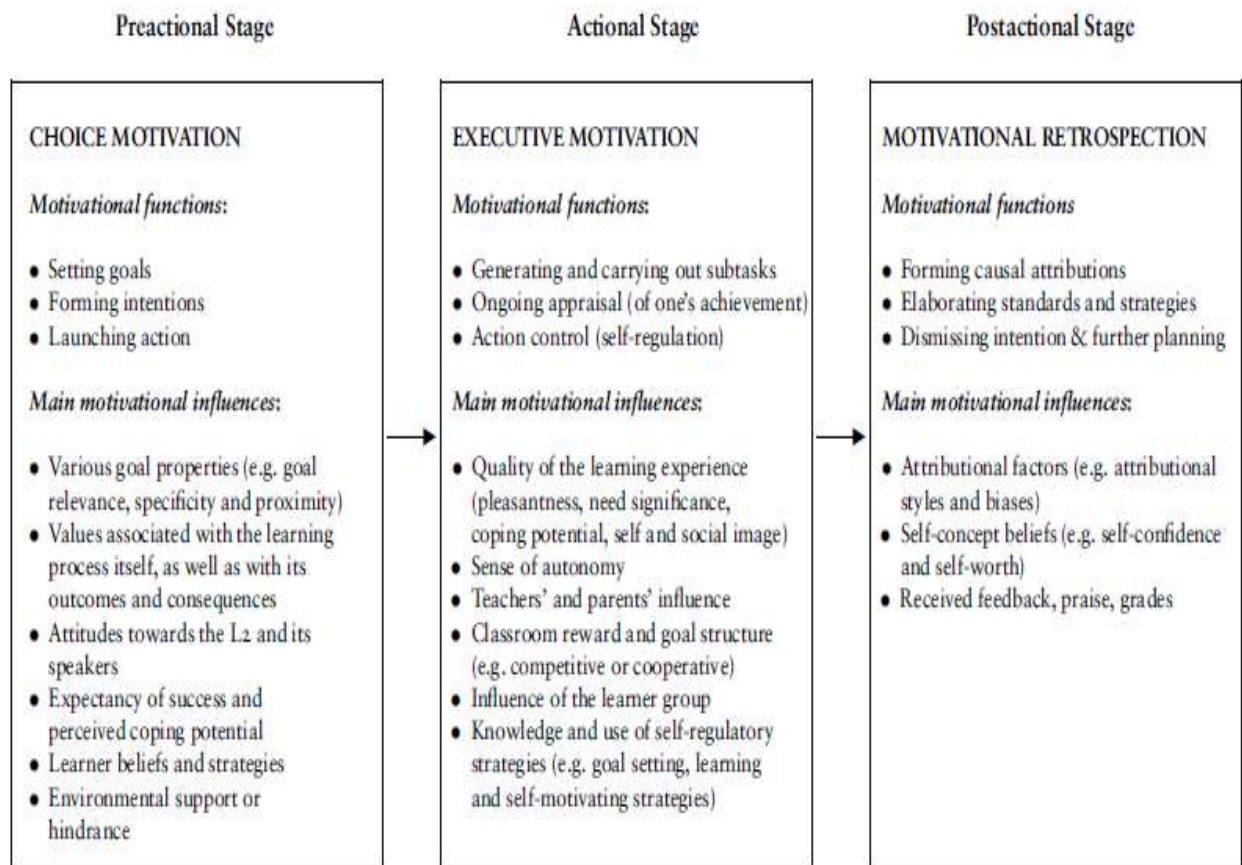 Preactional Stage
Actional Stage
Postactional Stage
CHOICE MOTIVATION
Motivational functions:
● Setting goals
● Forming intentions
● Launching action
Main motivational influences:
● Various goal properties (e.g. goal
relevance, specificity and proximity)
● Values associated with the learning
process itself, as well as with its
outcomes and consequences
● Attitudes towards the L2 and its
speakers
● Expectancy of success and
perceived coping potential
● Learner beliefs and strategies
● Environmental support or
hindrance
EXECUTIVE MOTIVATION
Motivational functions:
● Generating and carrying out subtasks
● Ongoing appraisal (of one's achievement)
● Action control (self-regulation)
Main motivational influences:
● Quality of the learning experience
(pleasantness, need significance,
coping potential, self and social image)
● Sense of autonomy
● Teachers' and parents' influence
● Classroom reward and goal structure
(e.g. competitive or cooperative)
● Influence of the learner group
● Knowledge and use of self-regulatory
strategies (e.g. goal setting, learning
and self-motivating strategies)
MOTIVATIONAL RETROSPECTION
Motivational functions
● Forming causal attributions
● Elaborating standards and strategies
● Dismissing intention & further planning
Main motivational influences:
● Attributional factors (e.g. attributional
styles and biases)
● Self-concept beliefs (e.g. self-confidence
and self-worth)
● Received feedback, praise, grades